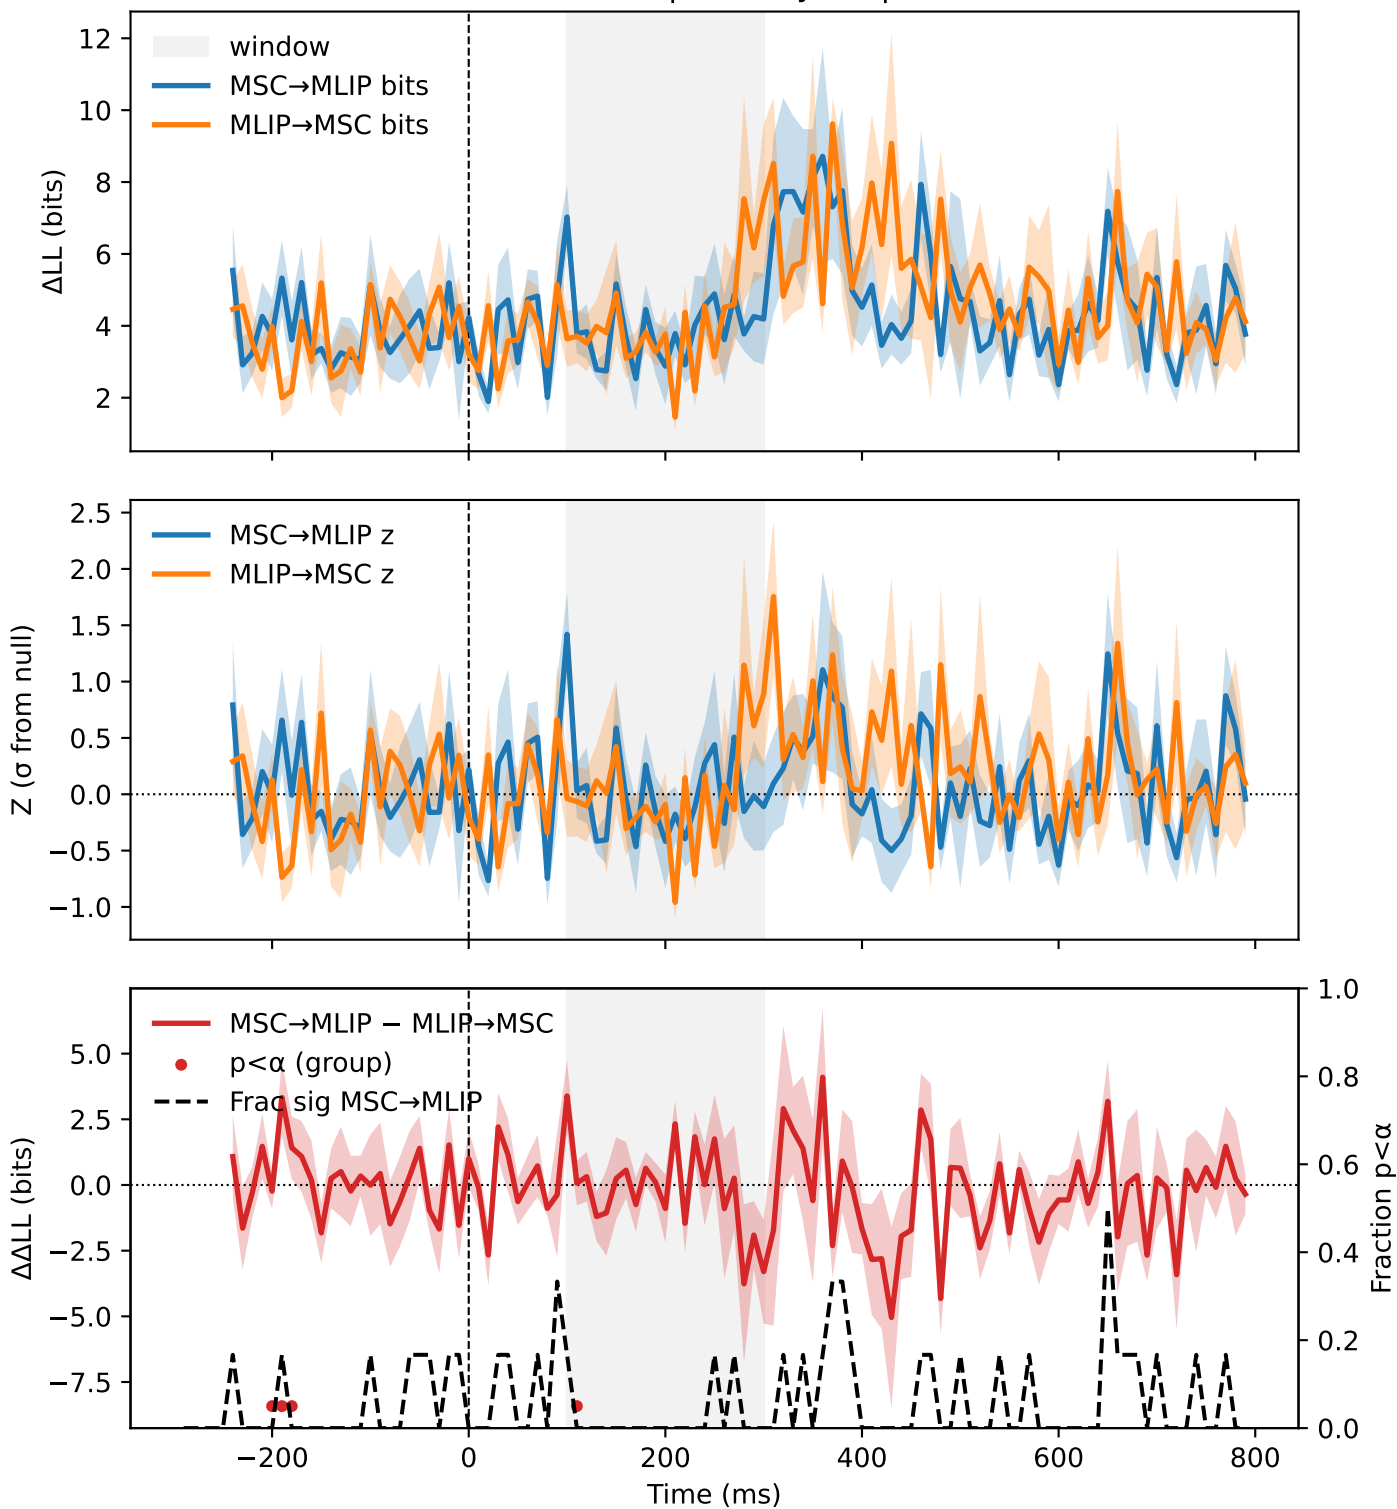 12
10
8
6
4
2
ΔLL (bits)
window
MSC→MLIP bits
MLIP→MSC bits
2.5
2.0
1.5
1.0
0.5
0.0
−0.5
−1.0
Z (σ from null)
MSC→MLIP z
MLIP→MSC z
5.0
2.5
0.0
−2.5
−5.0
−7.5
ΔΔLL (bits)
MSC→MLIP − MLIP→MSC
p<α (group)
Frac sig MSC→MLIP
1.0
0.8
0.6
0.4
0.2
0.0
Fraction p<α
−200 0 200 400 600 800
Time (ms)